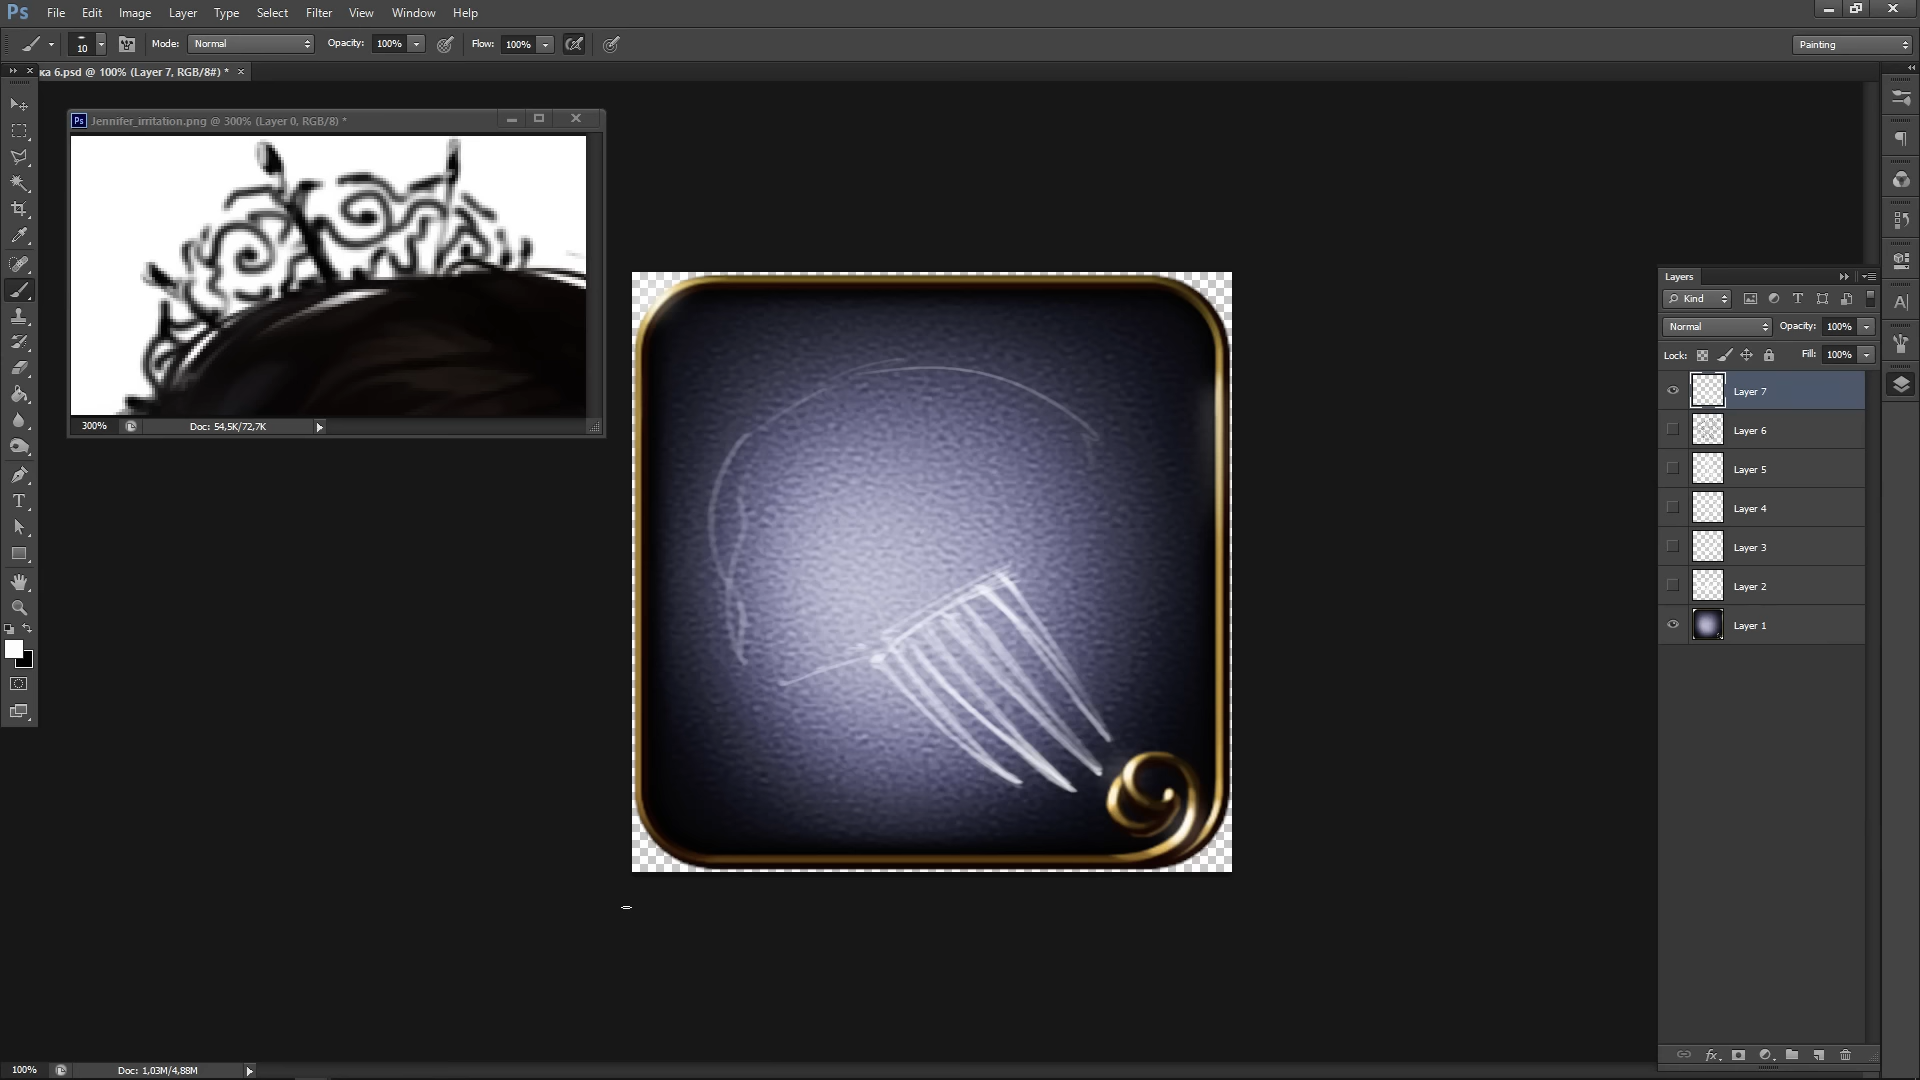 Ps File Edit Image Layer Type Select Filter View Window Help
10 Mode: Normal Opacity: 100% Flow: 100% Painting
ка 6.psd @ 100% (Layer 7, RGB/8#) * ×
Ps Jennifer_irritation.png @ 300% (Layer 0, RGB/8) *
300% Doc: 54,5K/72,7K
Layers
Kind
Normal Opacity: 100%
Lock: Fill: 100%
Layer 7
Layer 6
Layer 5
Layer 4
Layer 3
Layer 2
Layer 1
100% Doc: 1,03M/4,88M